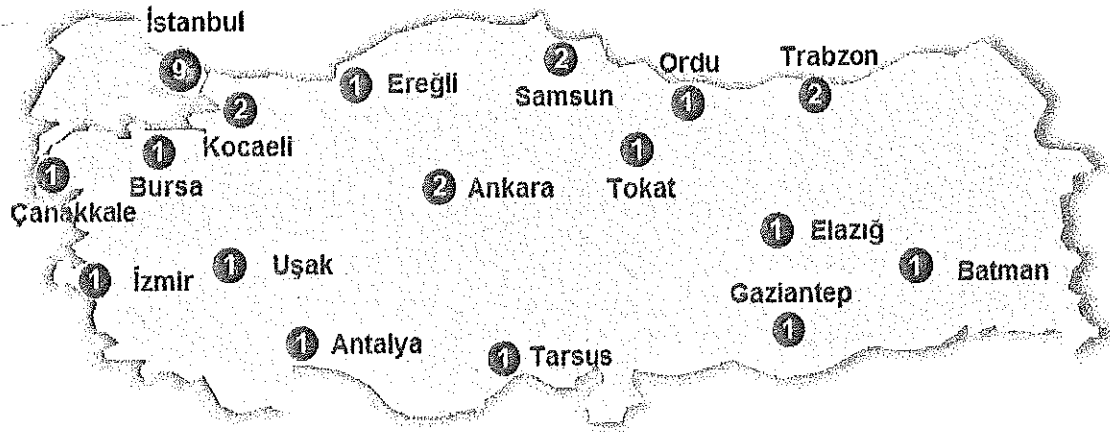 İstanbul
9
2
Kocaeli
1
Ereğli
2
Samsun
Ordu
1
Trabzon
2
1
Bursa
1
Çanakkale
2 Ankara
1
Tokat
1 Elazığ
1 İzmir
1 Uşak
1 Batman
Gaziantep
1
1 Antalya
1 Tarsus